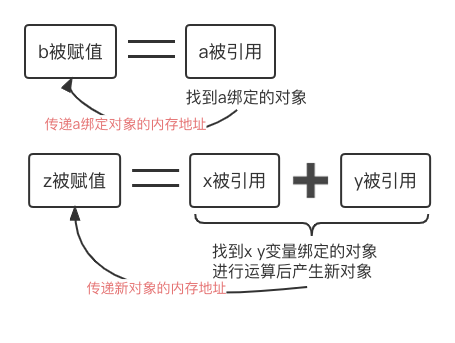 b被赋值
a被引用
找到a绑定的对象
传递a绑定对象的内存地址
z被赋值
x被引用
y被引用
找到x y变量绑定的对象
进行运算后产生新对象
传递新对象的内存地址